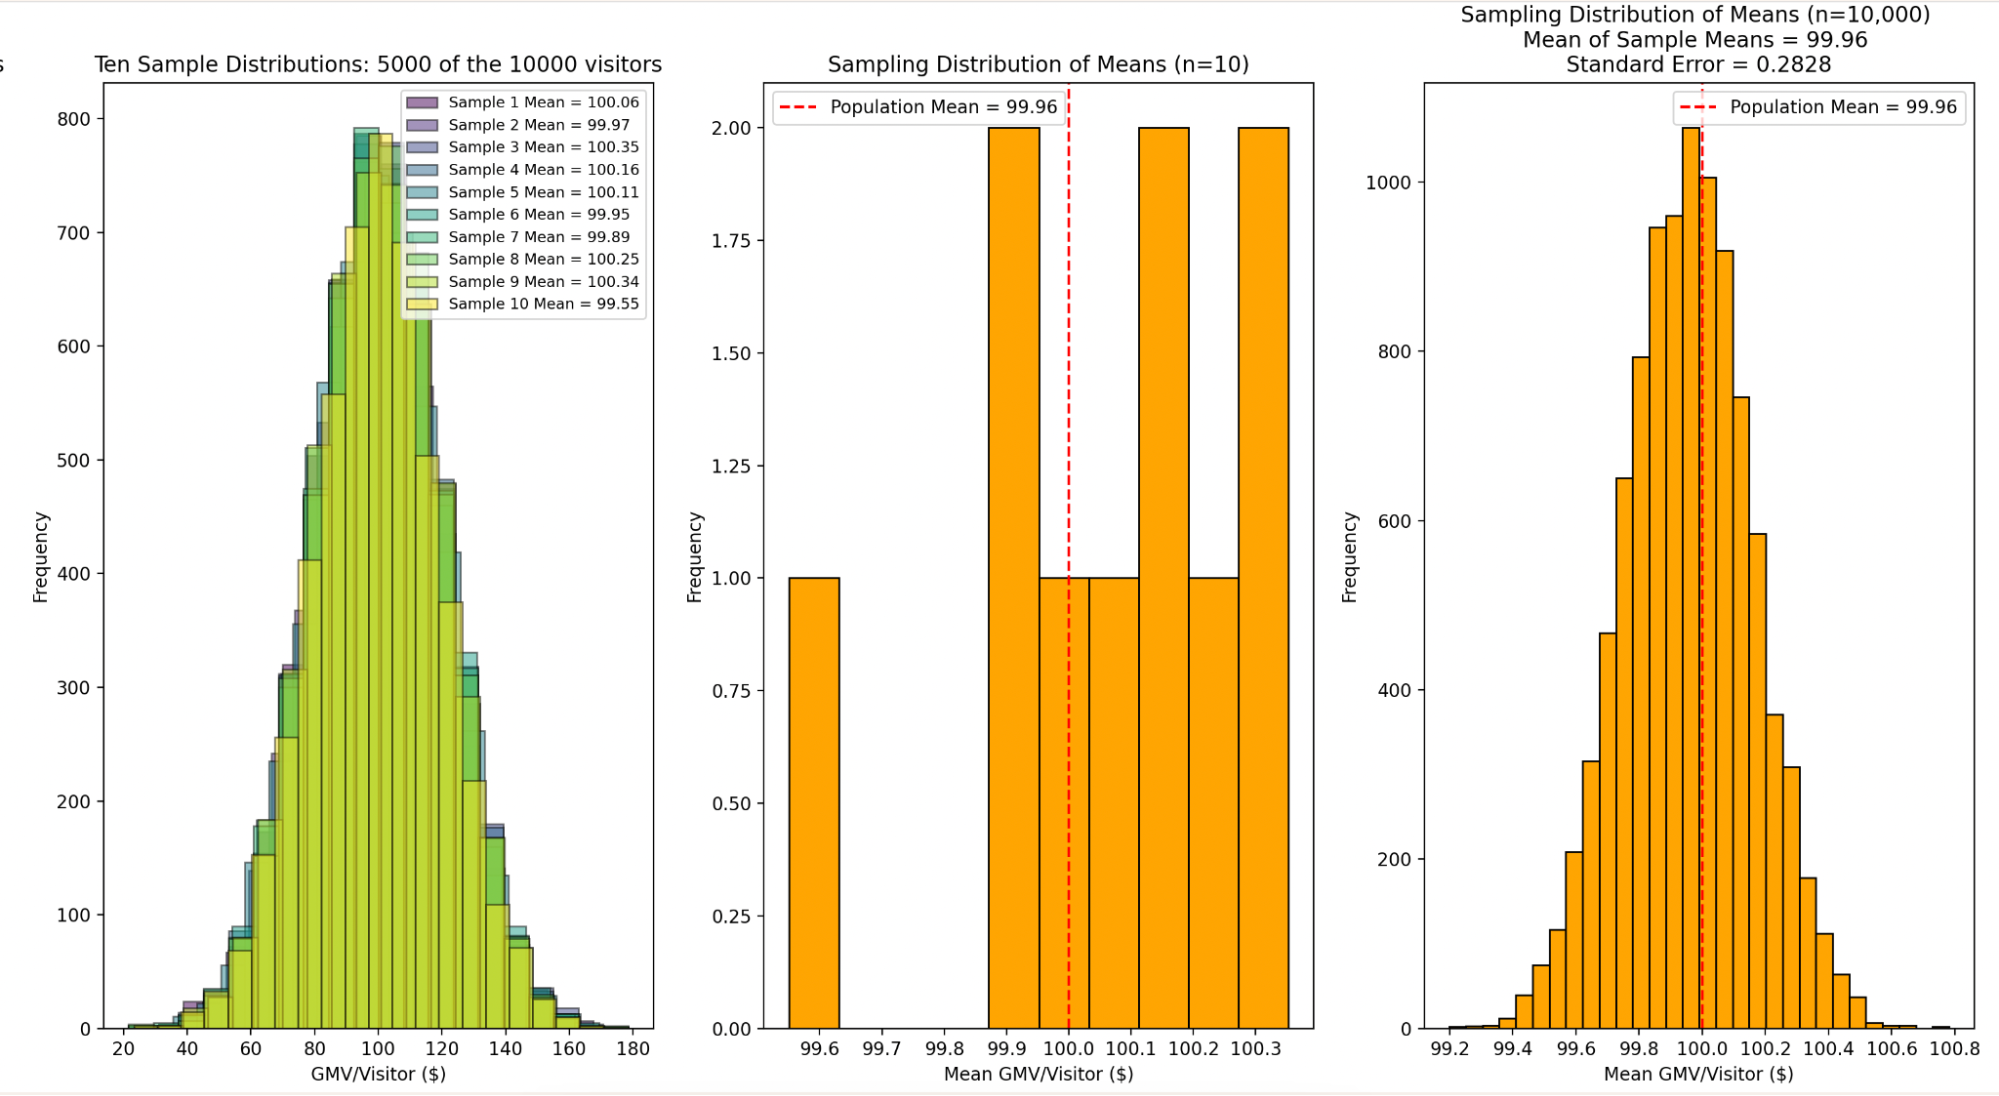 s
Ten Sample Distributions: 5000 of the 10000 visitors
Sample 1 Mean = 100.06
Sample 2 Mean = 99.97
Sample 3 Mean = 100.35
Sample 4 Mean = 100.16
Sample 5 Mean = 100.11
Sample 6 Mean = 99.95
Sample 7 Mean = 99.89
Sample 8 Mean = 100.25
Sample 9 Mean = 100.34
Sample 10 Mean = 99.55
Frequency
800
700
600
500
400
300
200
100
0
20 40 60 80 100 120 140 160 180
GMV/Visitor ($)
Sampling Distribution of Means (n=10)
Population Mean = 99.96
Frequency
2.00
1.75
1.50
1.25
1.00
0.75
0.50
0.25
0.00
99.6 99.7 99.8 99.9 100.0 100.1 100.2 100.3
Mean GMV/Visitor ($)
Sampling Distribution of Means (n=10,000)
Mean of Sample Means = 99.96
Standard Error = 0.2828
Population Mean = 99.96
Frequency
1000
800
600
400
200
0
99.2 99.4 99.6 99.8 100.0 100.2 100.4 100.6 100.8
Mean GMV/Visitor ($)